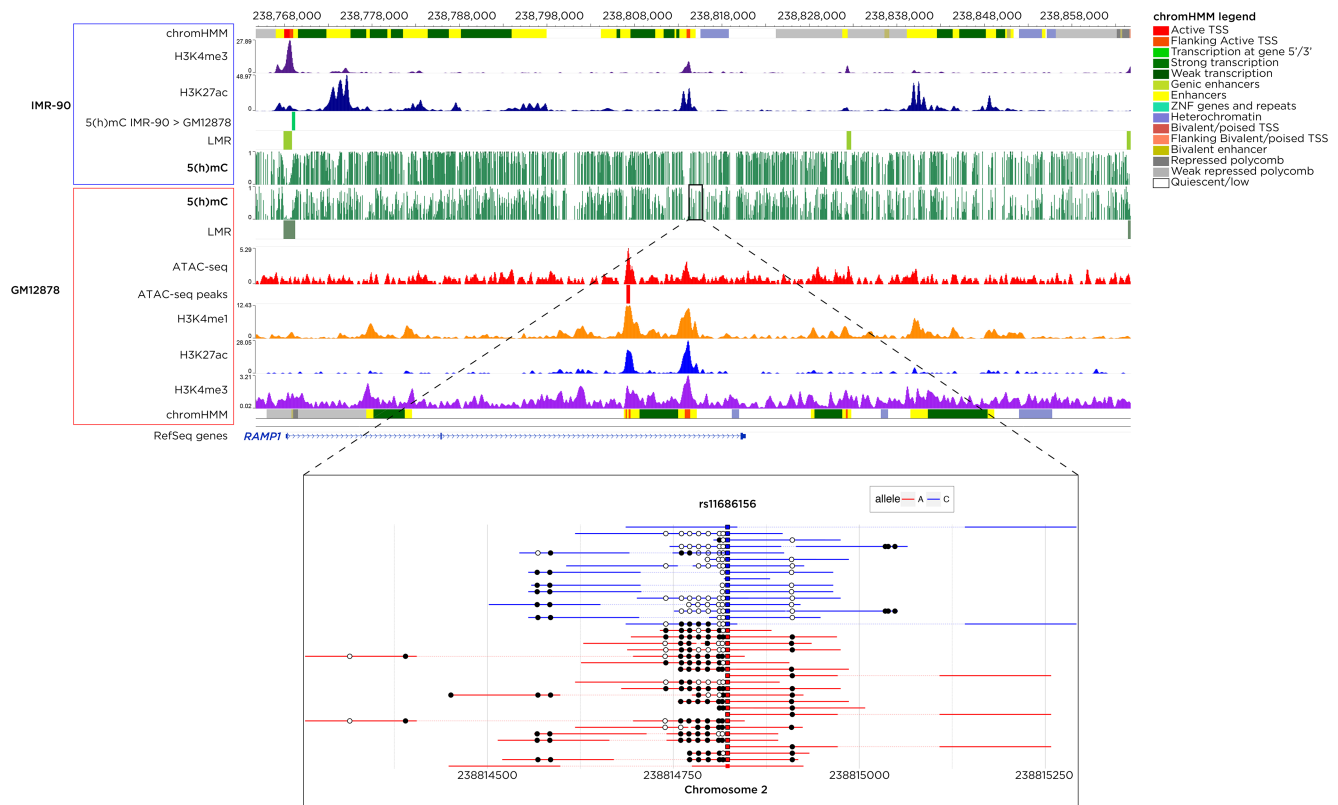 238,768,000 238,778,000 238,788,000 238,798,000 238,808,000 238,818,000 238,828,000 238,838,000 238,848,000 238,558,000
chromHMM legend
Active TSS
Flanking Active TSS
Transcription at gene 5'/3'
Strong transcription
Weak transcription
Genic enhancers
Enhancers
ZNF genes and repeats
Heterochromatin
Bivalent/poised TSS
Flanking Bivalent/poised TSS
Bivalent enhancer
Repressed polycomb
Weak repressed polycomb
Quiescent/low
IMR-90
chromHMM
27.89
H3K4me3
0
48.97
H3K27ac
0
5(h)mC IMR-90 > GM12878
LMR
1
5(h)mC
0
GM12878
1
5(h)mC
0
LMR
5.29
ATAC-seq
0
ATAC-seq peaks
12.43
H3K4me1
0
28.05
H3K27ac
0
3.21
H3K4me3
0.02
chromHMM
RefSeq genes RAMP1
rs11686156
allele A C
238814500 238814750 238815000 238815250
Chromosome 2